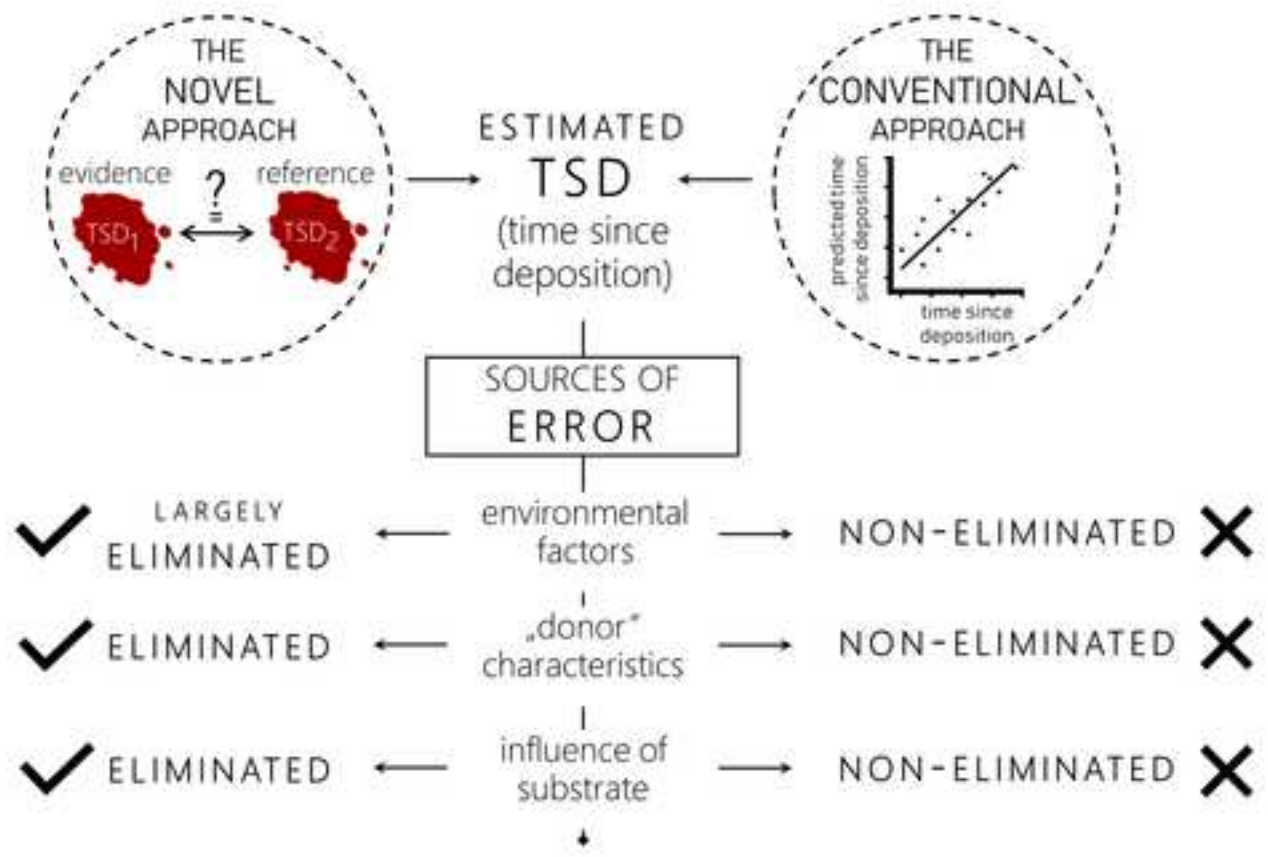 THE
NOVEL
APPROACH
evidence
reference
?
=
TSD1
TSD2
ESTIMATED
TSD
(time since
deposition)
THE
CONVENTIONAL
APPROACH
predicted time
since deposition
time since
deposition
SOURCES OF
ERROR
LARGELY
ELIMINATED
environmental
factors
NON-ELIMINATED
ELIMINATED
„donor“
characteristics
NON-ELIMINATED
ELIMINATED
influence of
substrate
NON-ELIMINATED